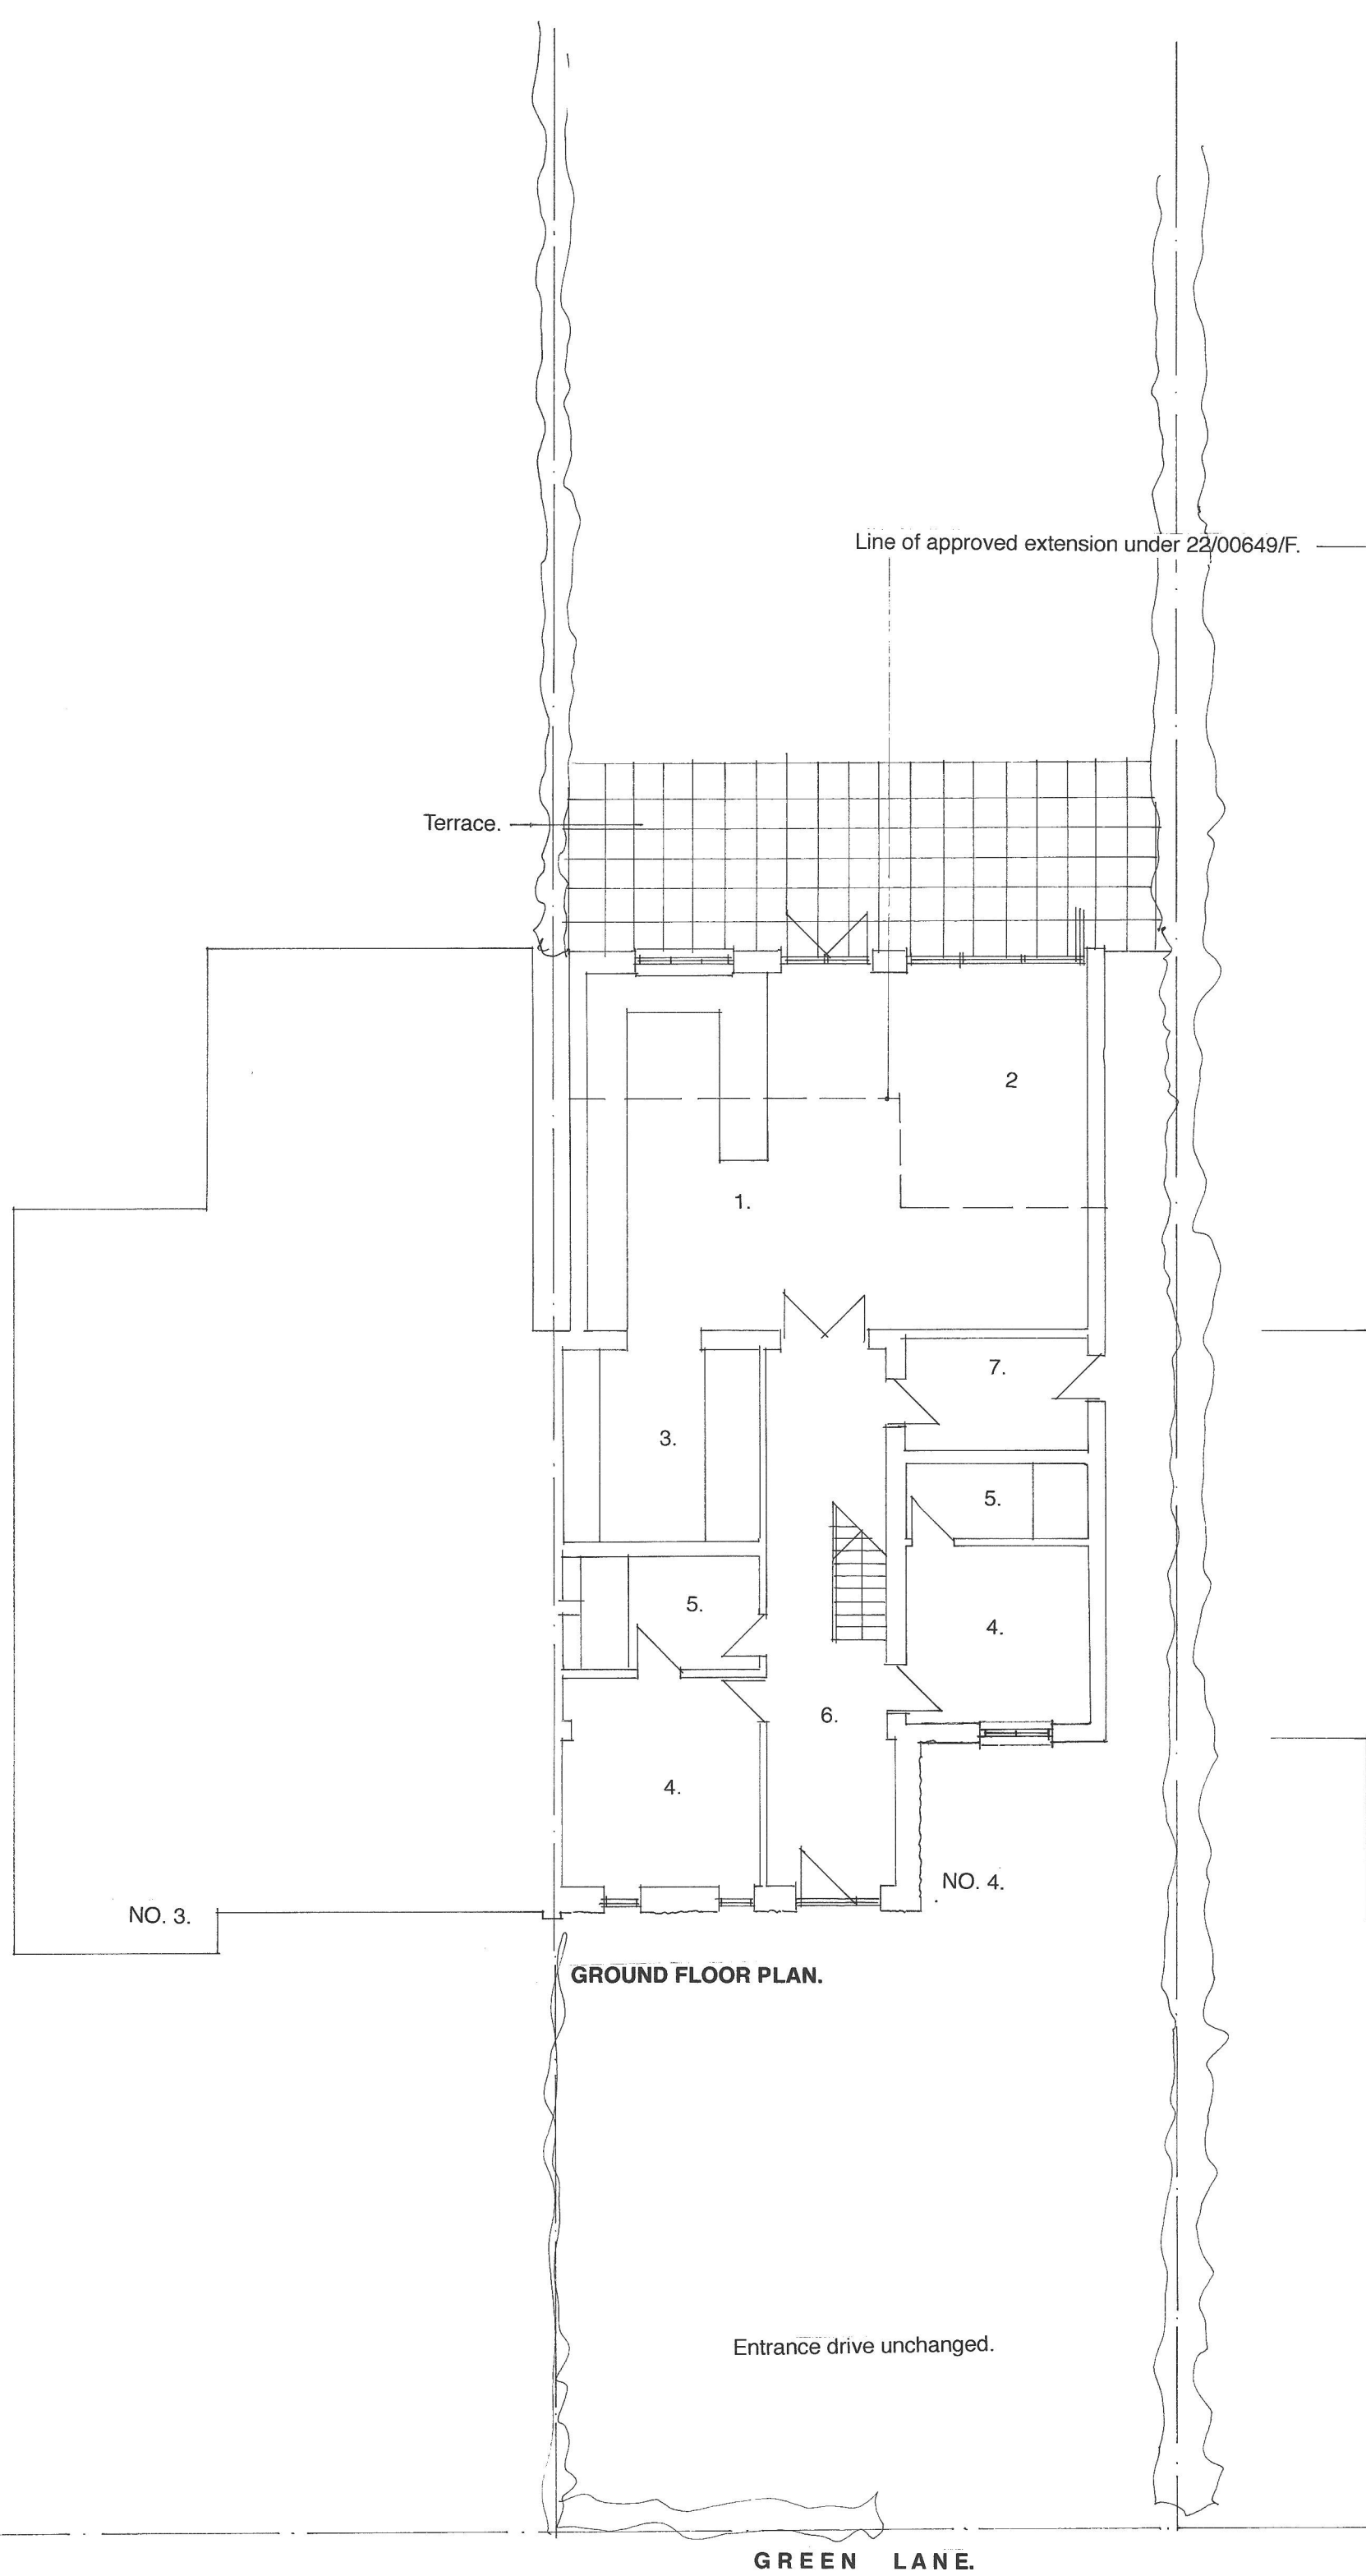 Line of approved extension under 22/00649/F.
Terrace.
2
1.
7.
3.
5.
5.
4.
6.
4.
NO. 4.
NO. 3.
GROUND FLOOR PLAN.
Entrance drive unchanged.
GREEN LANE.